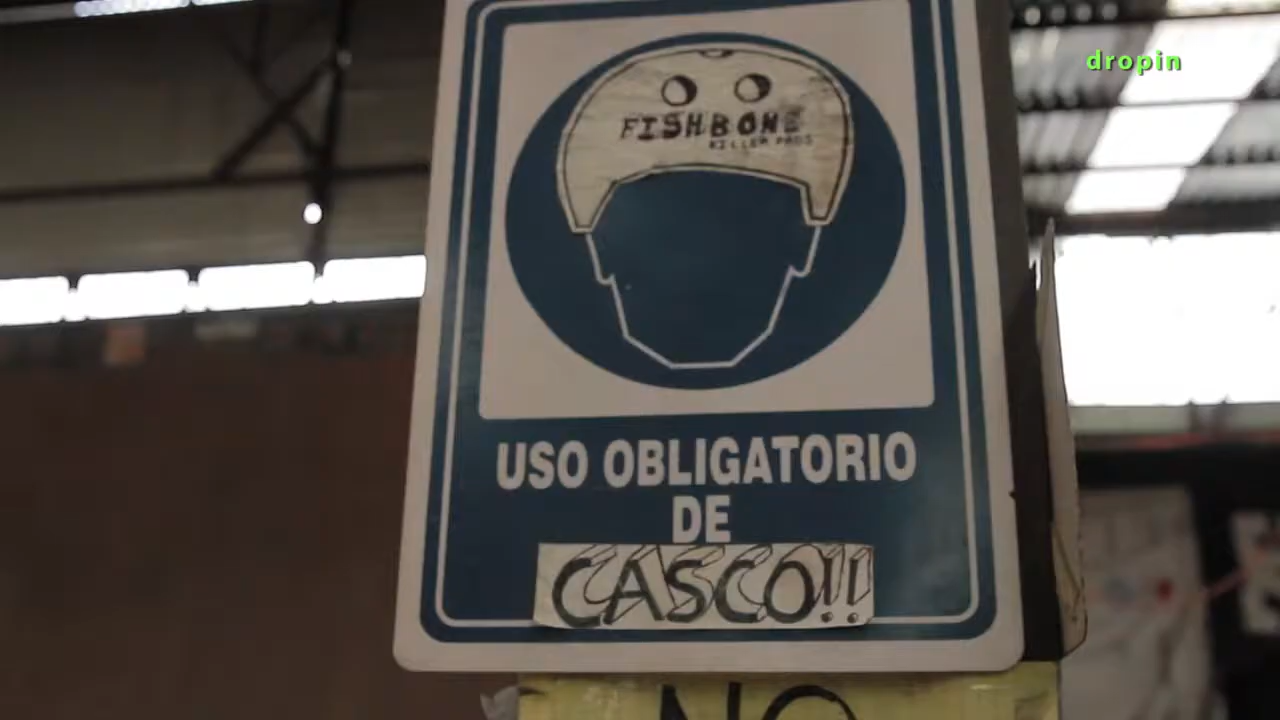 dropin
FISHBONE
KILLER PADS
USO OBLIGATORIO
DE
CASCO!!
NO